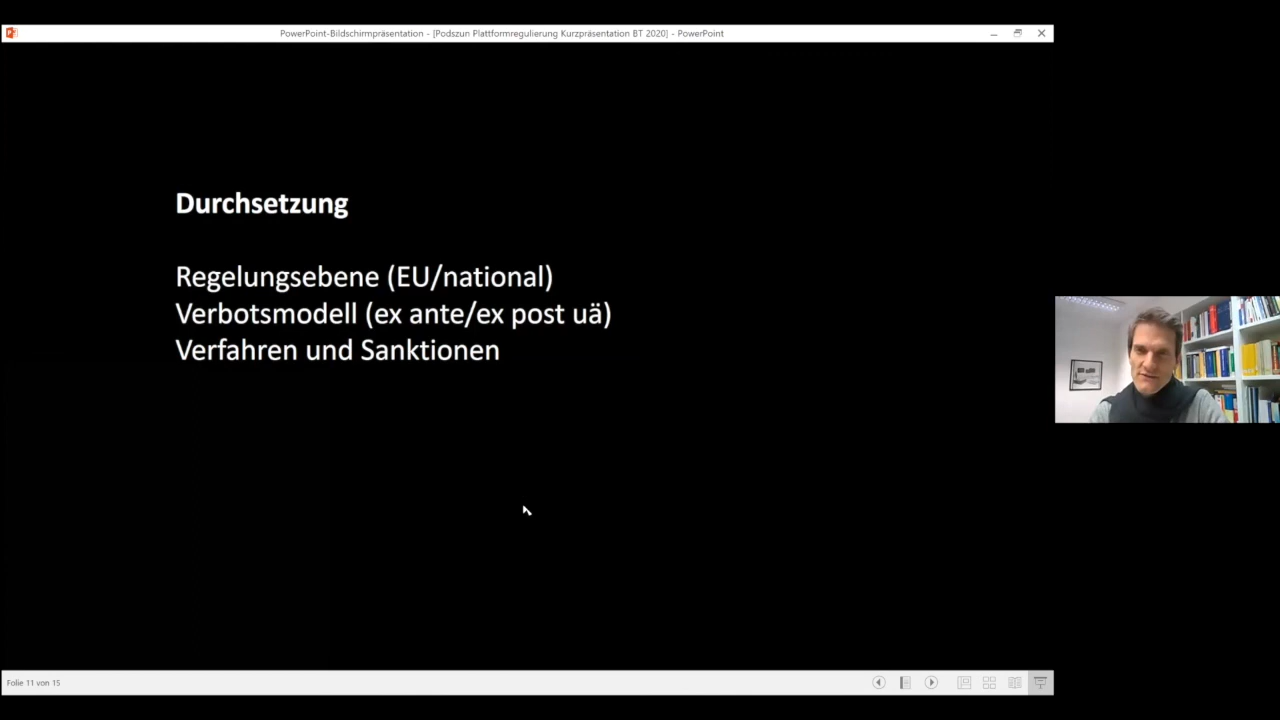 PowerPoint-Bildschirmpräsentation - [Podszun Plattformregulierung Kurzpräsentation BT 2020] - PowerPoint
Durchsetzung
Regelungsebene (EU/national)
Verbotsmodell (ex ante/ex post uä)
Verfahren und Sanktionen
Folie 11 von 15